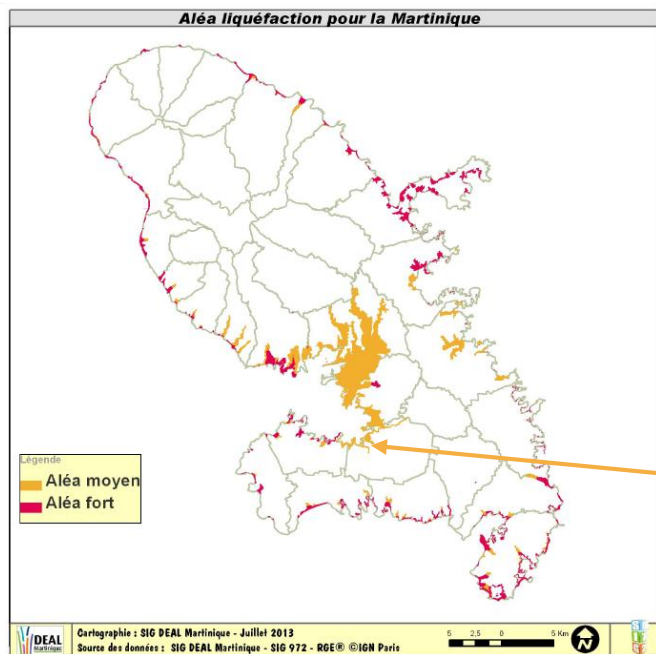 Aléa liquéfaction pour la Martinique
Légende
Aléa moyen
Aléa fort
DEAL
Martinique
Cartographie : SIG DEAL Martinique - Juillet 2013
Source des données : SIG DEAL Martinique - SIG 972 - RGE® ©IGN Paris
5 2,5 0 5 Km